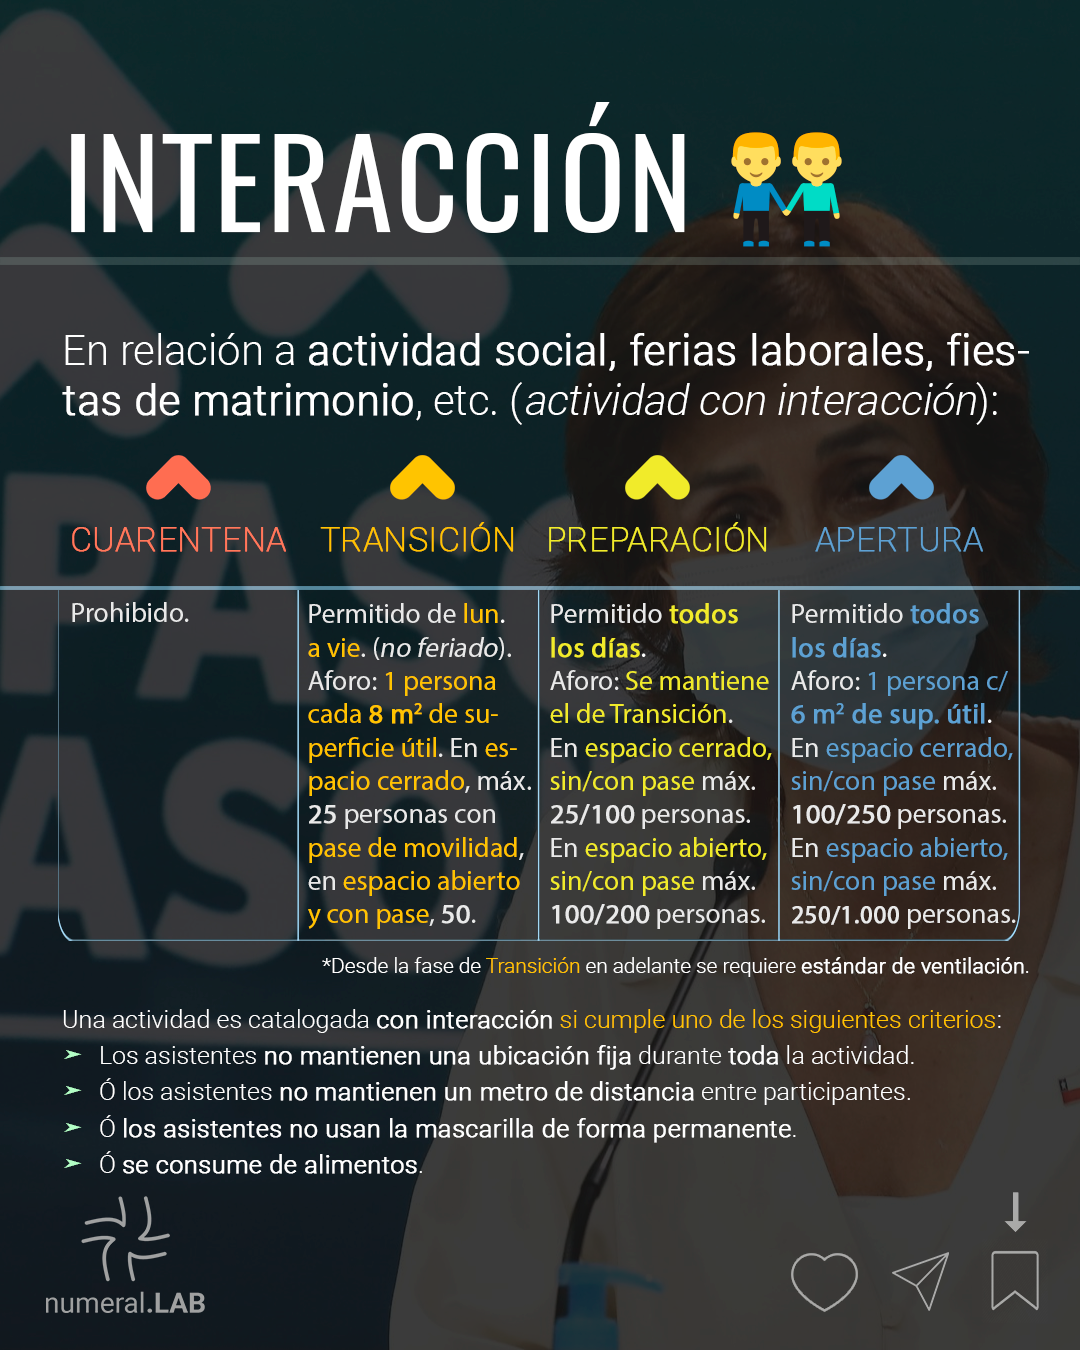 INTERACCIÓN
En relación a actividad social, ferias laborales, fies-
tas de matrimonio, etc. (actividad con interacción):
CUARENTENA
Prohibido.
TRANSICIÓN
Permitido de lun.
a vie. (no feriado).
Aforo: 1 persona
cada 8 m² de su-
perficie útil. En es-
pacio cerrado, máx.
25 personas con
pase de movilidad,
en espacio abierto
y con pase, 50.
PREPARACIÓN
Permitido todos
los días.
Aforo: Se mantiene
el de Transición.
En espacio cerrado,
sin/con pase máx.
25/100 personas.
En espacio abierto,
sin/con pase máx.
100/200 personas.
APERTURA
Permitido todos
los días.
Aforo: 1 persona c/
6 m² de sup. útil.
En espacio cerrado,
sin/con pase máx.
100/250 personas.
En espacio abierto,
sin/con pase máx.
250/1.000 personas.
*Desde la fase de Transición en adelante se requiere estándar de ventilación.
Una actividad es catalogada con interacción si cumple uno de los siguientes criterios:
➢ Los asistentes no mantienen una ubicación fija durante toda la actividad.
➢ Ó los asistentes no mantienen un metro de distancia entre participantes.
➢ Ó los asistentes no usan la mascarilla de forma permanente.
➢ Ó se consume de alimentos.
numeral.LAB
PASO
PASO